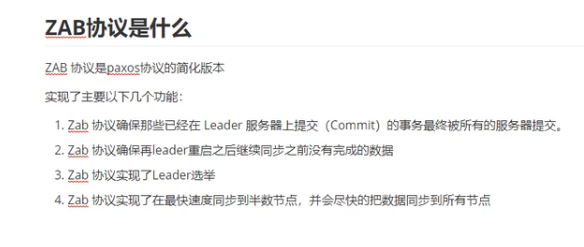 ZAB协议是什么
ZAB 协议是paxos协议的简化版本
实现了主要以下几个功能：
1. Zab 协议确保那些已经在 Leader 服务器上提交（Commit）的事务最终被所有的服务器提交。
2. Zab 协议确保再leader重启之后继续同步之前没有完成的数据
3. Zab 协议实现了Leader选举
4. Zab 协议实现了在最快速度同步到半数节点，并会尽快的把数据同步到所有节点